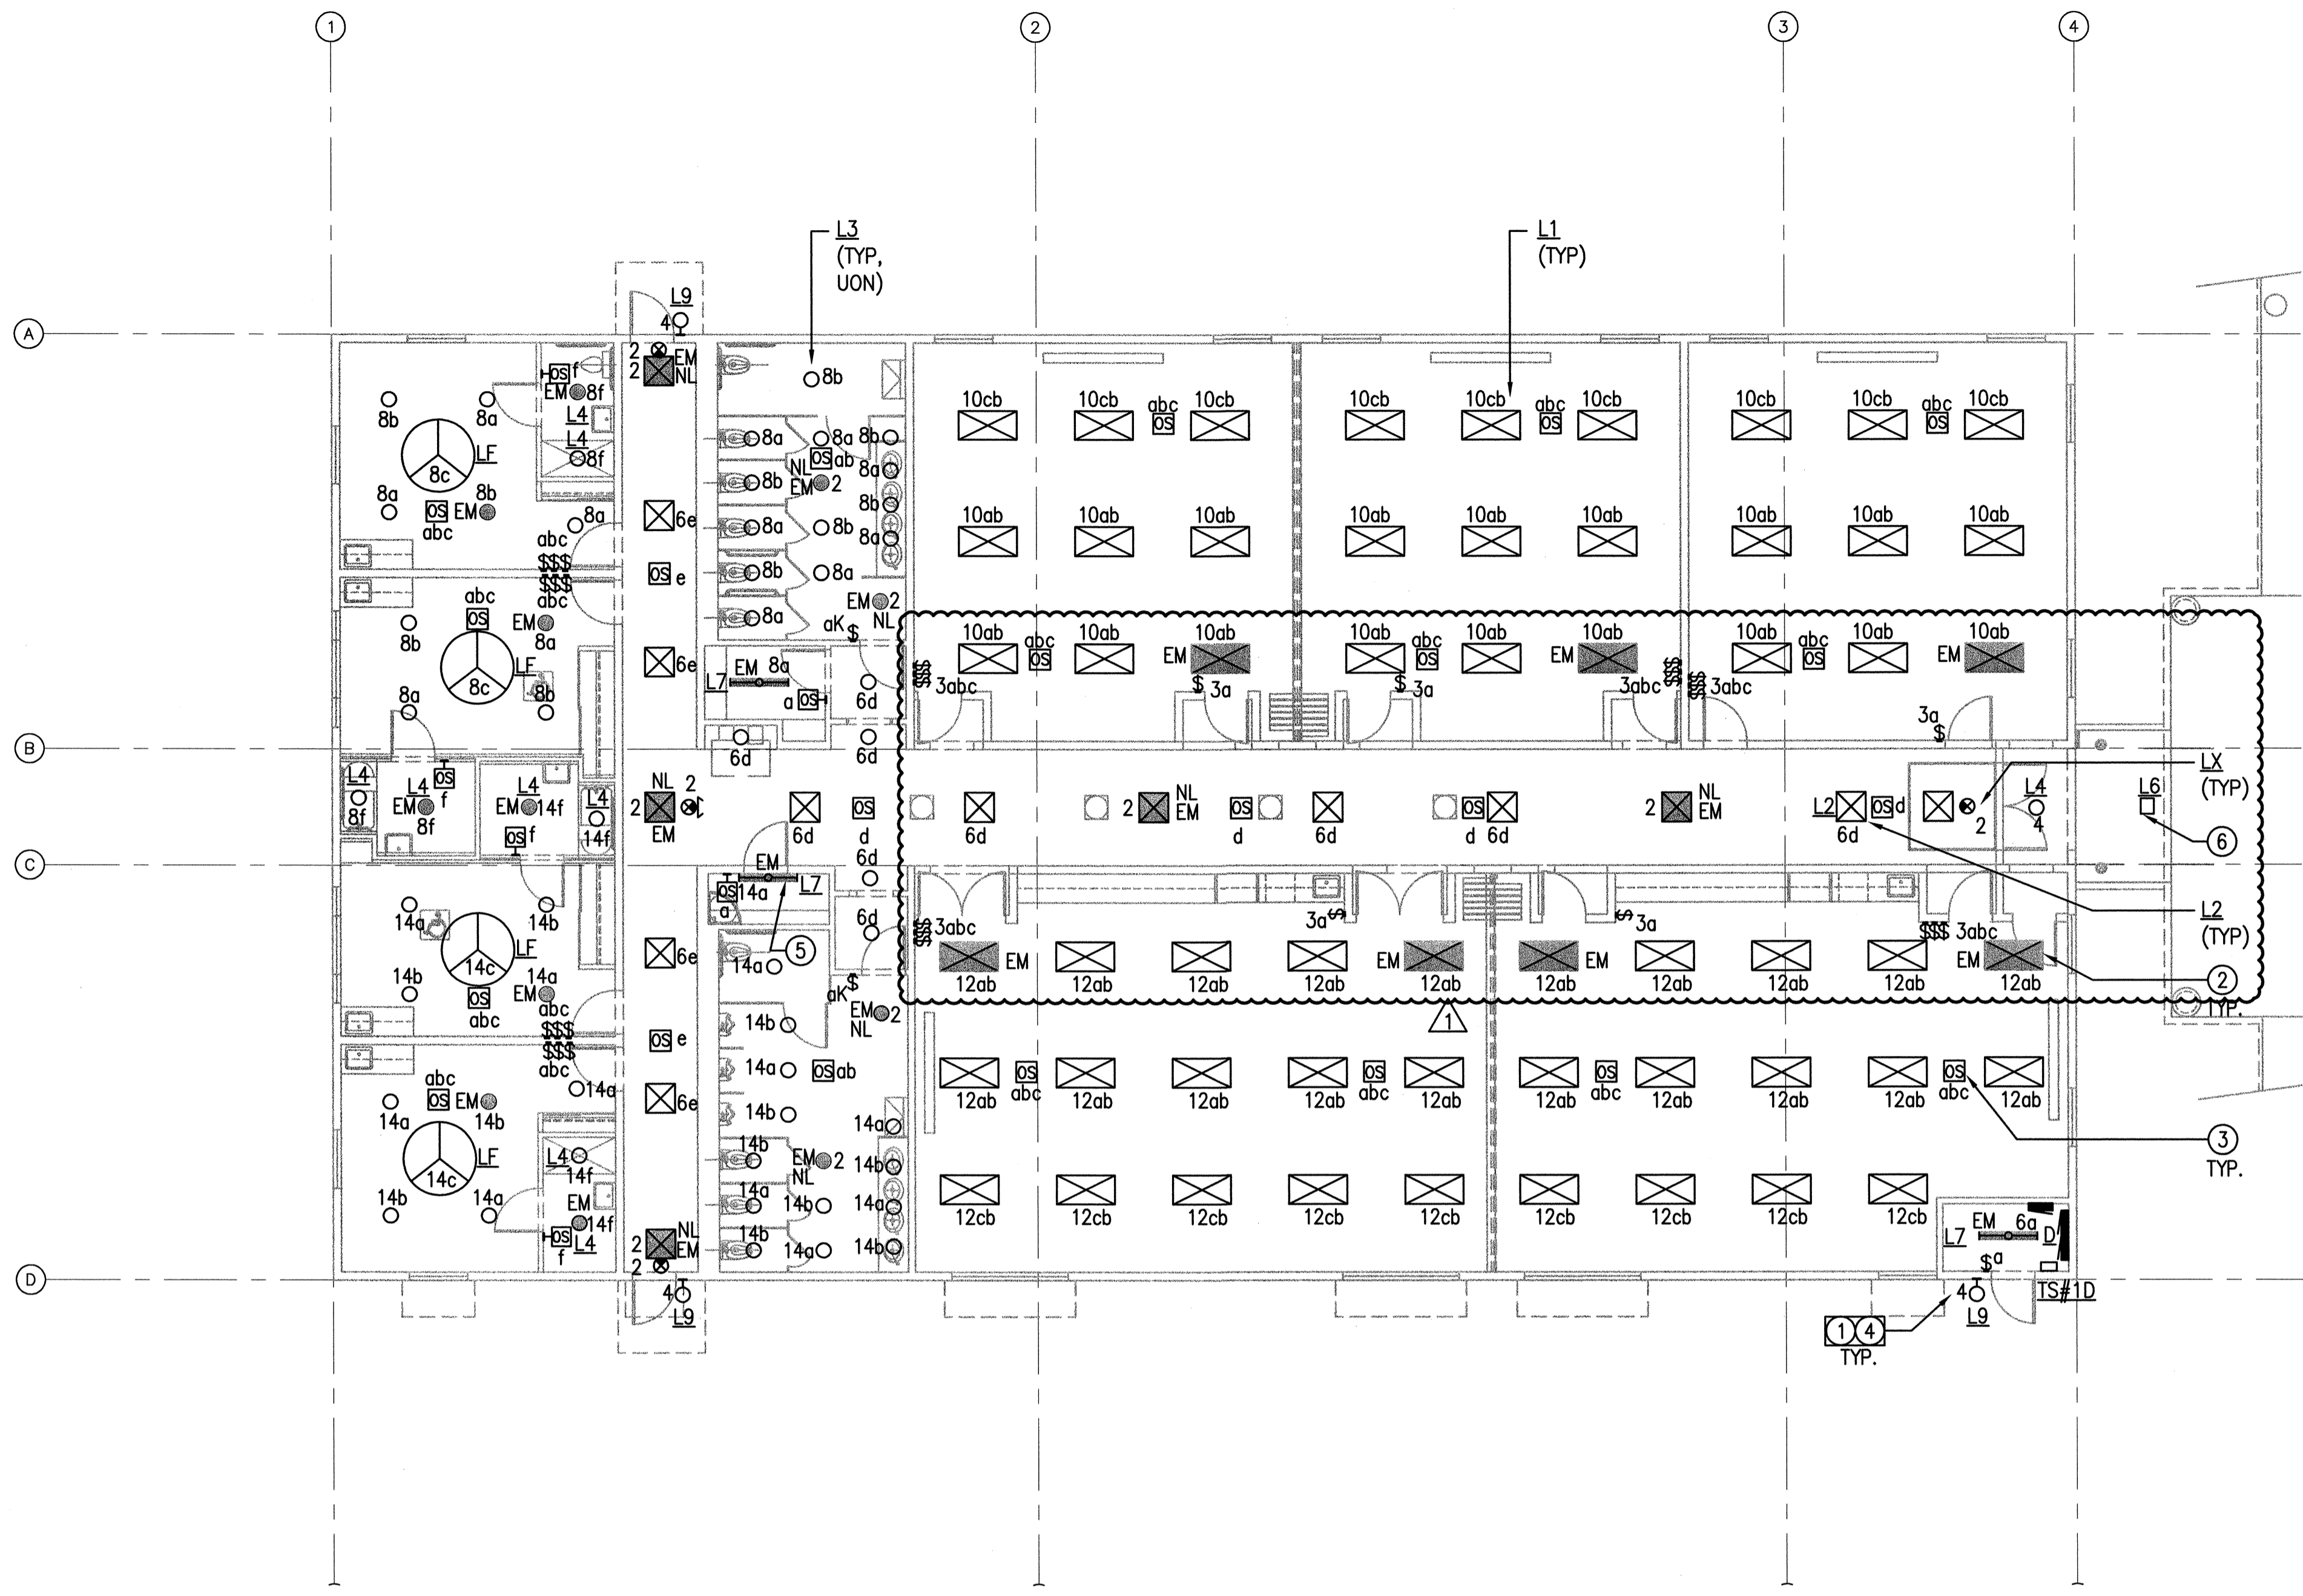 1
2
3
4
L3
(TYP,
UON)
L1
(TYP)
L9
4
A
2
2
EM
NL
OS f
EM 8f
L4
L4
8f
8b
8a
LF
8c
8a
8b
OS
EM
abc
8a
abc
$$$
$$$
abc
8b
8a 8a 8b
OS ab
NL
EM 2
8a
8b
8b
8a 8b 8a
8b 8a
8a
EM 2
NL
aK $
6e
OS e
6e
10cb 10cb abc 10cb 10cb 10cb abc 10cb 10cb 10cb abc 10cb
OS OS OS
10ab 10ab 10ab 10ab 10ab 10ab 10ab 10ab 10ab
10ab abc 10ab 10ab 10ab abc 10ab 10ab 10ab abc 10ab 10ab
OS EM OS EM OS EM
$$$ 3abc $ 3a $ 3a 3abc $$$ $$$ 3abc
3a $
abc
OS
EM
8a
8b
LF
8c
8a
8b
EM 8a
L7
a OS
6d
6d
6d
B
L4
8f
L4
EM
8f
OS
f
L4
EM 14f
OS f
L4
14f
NL
2
EM
2
1
6d
OS
d
6d
6d
2 NL
EM
OS
d
6d
OS
d
6d
2 NL
EM
L2
6d
OS d
2
L4
4
L6
LX
(TYP)
6
C
EM
OS 14a L7
a
6d
5
14a
14b
LF
14c
14b
OS
abc
EM
14a
abc
$$$
$$$
abc
14a
6e
OS e
6e
14a
aK $
EM 2
NL
14b
14a OS ab
14b
14a
14b
EM 2
NL
14b
14a
14b
14a
14b
14a
14b
$$$ 3abc
3a $
$ 3a
$$$ 3abc
L2
(TYP)
EM EM EM EM
12ab 12ab 12ab 12ab 12ab 12ab 12ab 12ab 12ab 12ab
2
TYP.
1
OS OS OS OS
abc abc abc abc
12ab 12ab 12ab 12ab 12ab 12ab 12ab 12ab 12ab 12ab
3
TYP.
12cb 12cb 12cb 12cb 12cb 12cb 12cb 12cb 12cb
abc
OS EM
14a
14b
LF
14c
14b
14a
L4
14f
EM
14f
OS L4
f
NL
2 EM
2
EM 6a
L7 D
$ a
D
4
L9
4
L9
TS#1D
1 4
TYP.